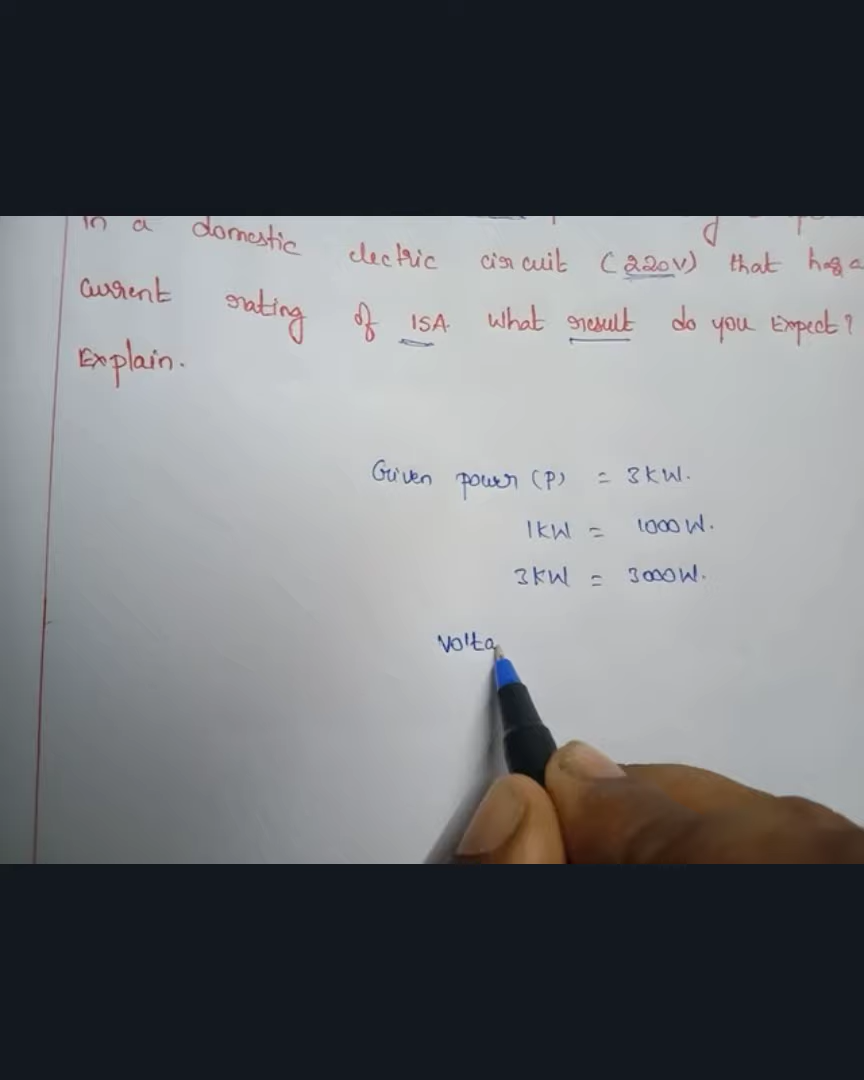 in a domestic electric circuit (220V) that has a
current rating of 15A. What result do you Expect?
Explain.
Given power (P) = 3KW.
1KW = 1000W.
3KW = 3000W.
Volta